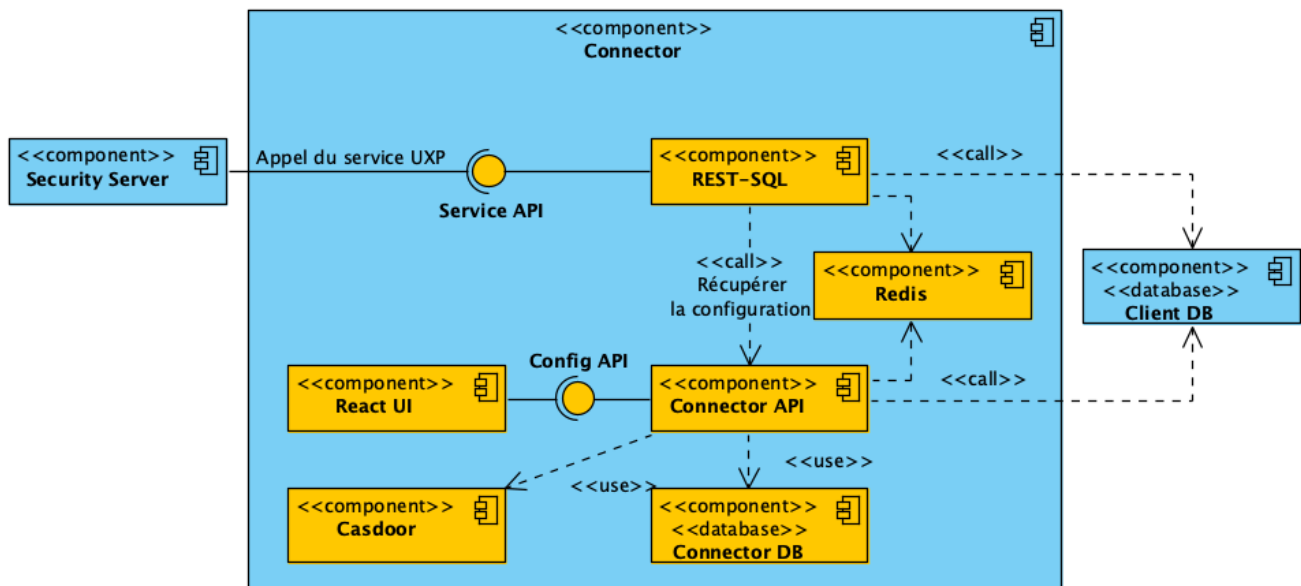 <<component>>
Connector
<<component>>
Security Server
Appel du service UXP
Service API
<<component>>
REST-SQL
<<call>>
<<call>>
Récupérer
la configuration
<<component>>
Redis
<<component>>
<<database>>
Client DB
Config API
<<component>>
React UI
<<component>>
Connector API
<<call>>
<<use>>
<<use>>
<<component>>
Casdoor
<<component>>
<<database>>
Connector DB